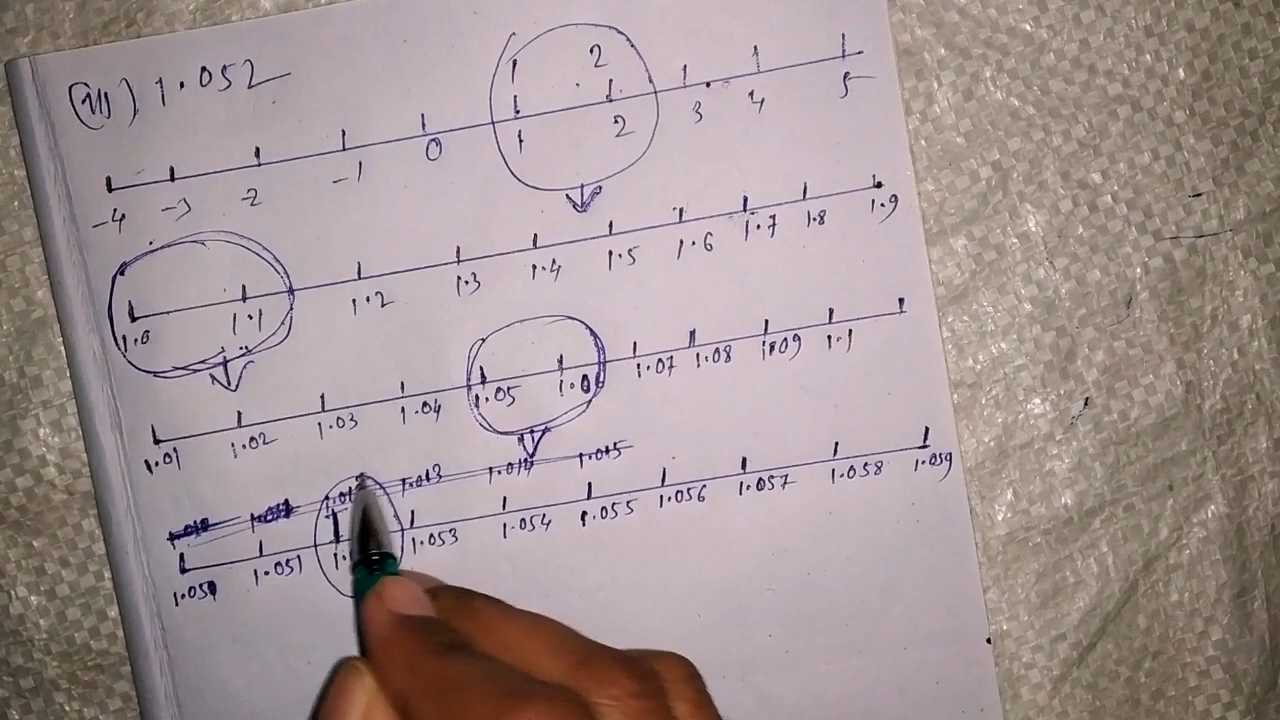 (iii). 1.052
1 2
-4 -3 -2 -1 0 1 2 3 4 5
1.0 1.1 1.2 1.3 1.4 1.5 1.6 1.7 1.8 1.9
1.01 1.02 1.03 1.04 1.05 1.07 1.08 1.09 1.1
1.013 1.014 1.015
1.051 1.053 1.054 1.055 1.056 1.057 1.058 1.059